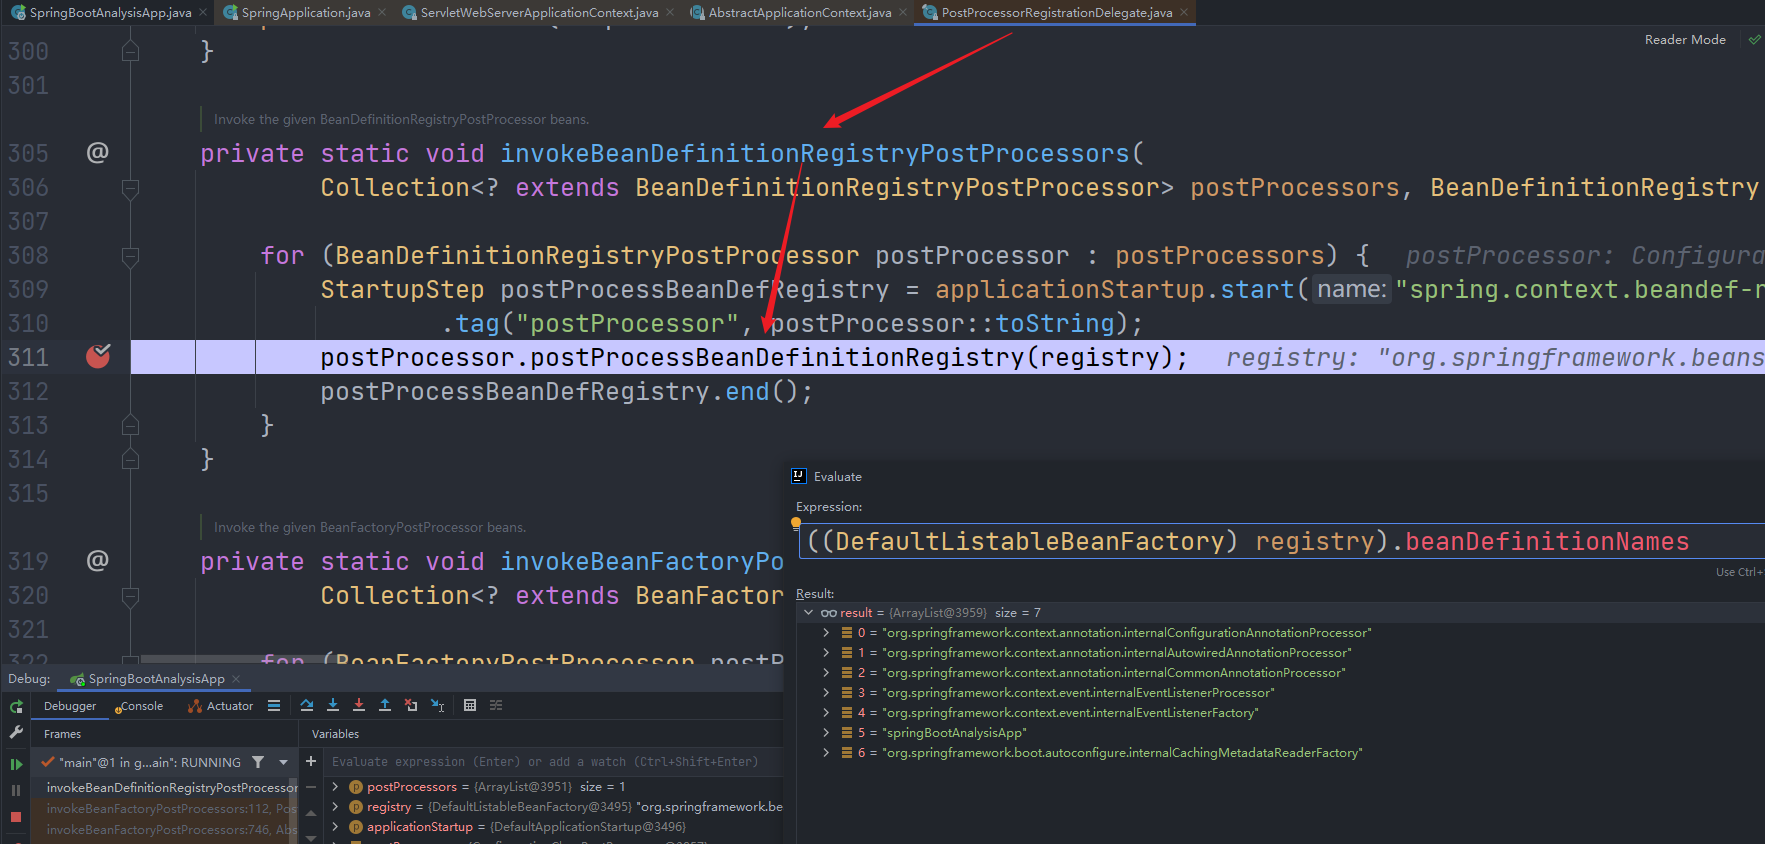 SpringBootAnalysisApp.java × SpringApplication.java × ServletWebServerApplicationContext.java × AbstractApplicationContext.java × PostProcessorRegistrationDelegate.java ×
Reader Mode
300 }
301
Invoke the given BeanDefinitionRegistryPostProcessor beans.
305 @ private static void invokeBeanDefinitionRegistryPostProcessors(
306 Collection<? extends BeanDefinitionRegistryPostProcessor> postProcessors, BeanDefinitionRegistry
307
308 for (BeanDefinitionRegistryPostProcessor postProcessor : postProcessors) { postProcessor: Configura
309 StartupStep postProcessBeanDefRegistry = applicationStartup.start( name: "spring.context.beandef-r
310 .tag("postProcessor", postProcessor::toString);
311 postProcessor.postProcessBeanDefinitionRegistry(registry); registry: "org.springframework.beans
312 postProcessBeanDefRegistry.end();
313 }
314 }
315
Invoke the given BeanFactoryPostProcessor beans.
319 @ private static void invokeBeanFactoryPo
320 Collection<? extends BeanFactor
321
322 for (BeanFactoryPostProcessor postP
Evaluate
Expression:
((DefaultListableBeanFactory) registry).beanDefinitionNames
Use Ctrl+
Result:
result = {ArrayList@3959} size = 7
0 = "org.springframework.context.annotation.internalConfigurationAnnotationProcessor"
1 = "org.springframework.context.annotation.internalAutowiredAnnotationProcessor"
2 = "org.springframework.context.annotation.internalCommonAnnotationProcessor"
3 = "org.springframework.context.event.internalEventListenerProcessor"
4 = "org.springframework.context.event.internalEventListenerFactory"
5 = "springBootAnalysisApp"
6 = "org.springframework.boot.autoconfigure.internalCachingMetadataReaderFactory"
Debug: SpringBootAnalysisApp ×
Debugger Console Actuator
Frames
Variables
"main"@1 in g...ain": RUNNING
Evaluate expression (Enter) or add a watch (Ctrl+Shift+Enter)
invokeBeanDefinitionRegistryPostProcessor
invokeBeanFactoryPostProcessors:112, Pos
invokeBeanFactoryPostProcessors:746, Abs
postProcessors = {ArrayList@3951} size = 1
registry = {DefaultListableBeanFactory@3495} "org.springframework.be
applicationStartup = {DefaultApplicationStartup@3496}